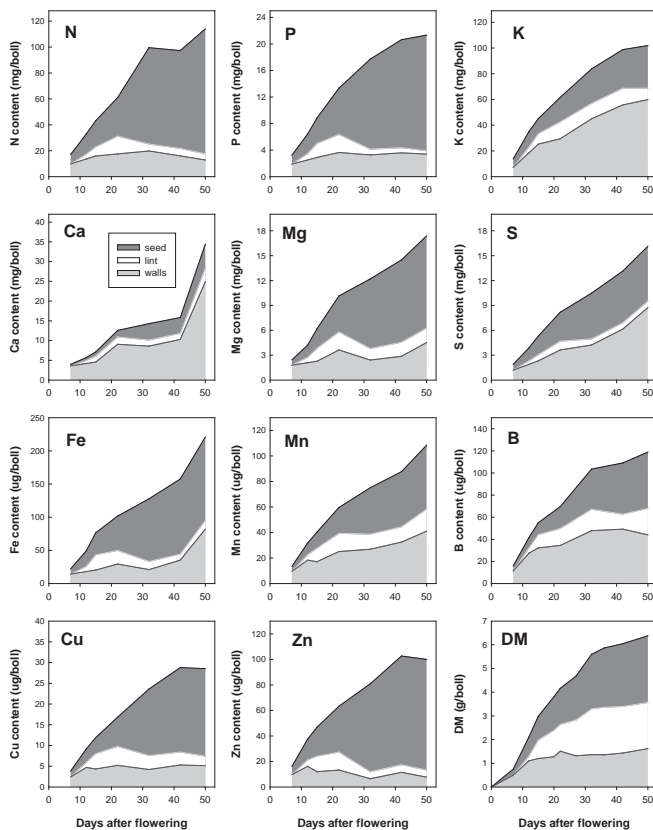 N
N content (mg/boll)
120
100
80
60
40
20
0
0 10 20 30 40 50
P
P content (mg/boll)
24
20
16
12
8
4
0
0 10 20 30 40 50
K
K content (mg/boll)
120
100
80
60
40
20
0
0 10 20 30 40 50
Ca
Ca content (mg/boll)
40
35
30
25
20
15
10
5
0
0 10 20 30 40 50
seed
lint
walls
Mg
Mg content (mg/boll)
18
15
12
9
6
3
0
0 10 20 30 40 50
S
S content (mg/boll)
18
15
12
9
6
3
0
0 10 20 30 40 50
Fe
Fe content (ug/boll)
250
200
150
100
50
0
0 10 20 30 40 50
Mn
Mn content (ug/boll)
120
100
80
60
40
20
0
0 10 20 30 40 50
B
B content (ug/boll)
140
120
100
80
60
40
20
0
0 10 20 30 40 50
Cu
Cu content (ug/boll)
40
35
30
25
20
15
10
5
0
0 10 20 30 40 50
Days after flowering
Zn
Zn content (ug/boll)
120
100
80
60
40
20
0
0 10 20 30 40 50
Days after flowering
DM
DM (g/boll)
7
6
5
4
3
2
1
0
0 10 20 30 40 50
Days after flowering